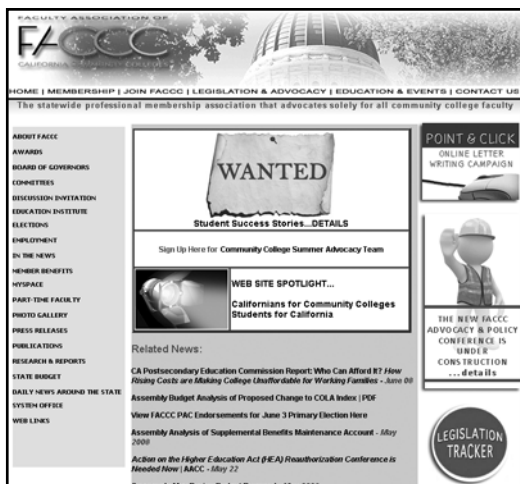 FACULTY ASSOCIATION OF
FACCC
CALIFORNIA COMMUNITY COLLEGES
HOME | MEMBERSHIP | JOIN FACCC | LEGISLATION & ADVOCACY | EDUCATION & EVENTS | CONTACT US
The statewide professional membership association that advocates solely for all community college faculty
ABOUT FACCC
AWARDS
BOARD OF GOVERNORS
COMMITTEES
DISCUSSION INVITATION
EDUCATION INSTITUTE
ELECTIONS
EMPLOYMENT
IN THE NEWS
MEMBER BENEFITS
MYSPACE
PART-TIME FACULTY
PHOTO GALLERY
PRESS RELEASES
PUBLICATIONS
RESEARCH & REPORTS
STATE BUDGET
DAILY NEWS AROUND THE STATE
SYSTEM OFFICE
WEB LINKS
WANTED
Student Success Stories...DETAILS
Sign Up Here for Community College Summer Advocacy Team
WEB SITE SPOTLIGHT...
Californians for Community Colleges
Students for California
Related News:
CA Postsecondary Education Commission Report: Who Can Afford It? How
Rising Costs are Making College Unaffordable for Working Families - June
Assembly Budget Analysis of Proposed Change to COLA Index | PDF
View FACCC PAC Endorsements for June 3 Primary Election Here
Assembly Analysis of Supplemental Benefits Maintenance Account - May
Action on the Higher Education Act (HEA) Reauthorization Conference is
Needed Now | AACC - May 22
POINT & CLICK
ONLINE LETTER
WRITING CAMPAIGN
THE NEW FACCC
ADVOCACY & POLICY
CONFERENCE IS
UNDER
CONSTRUCTION
...details
LEGISLATION
TRACKER